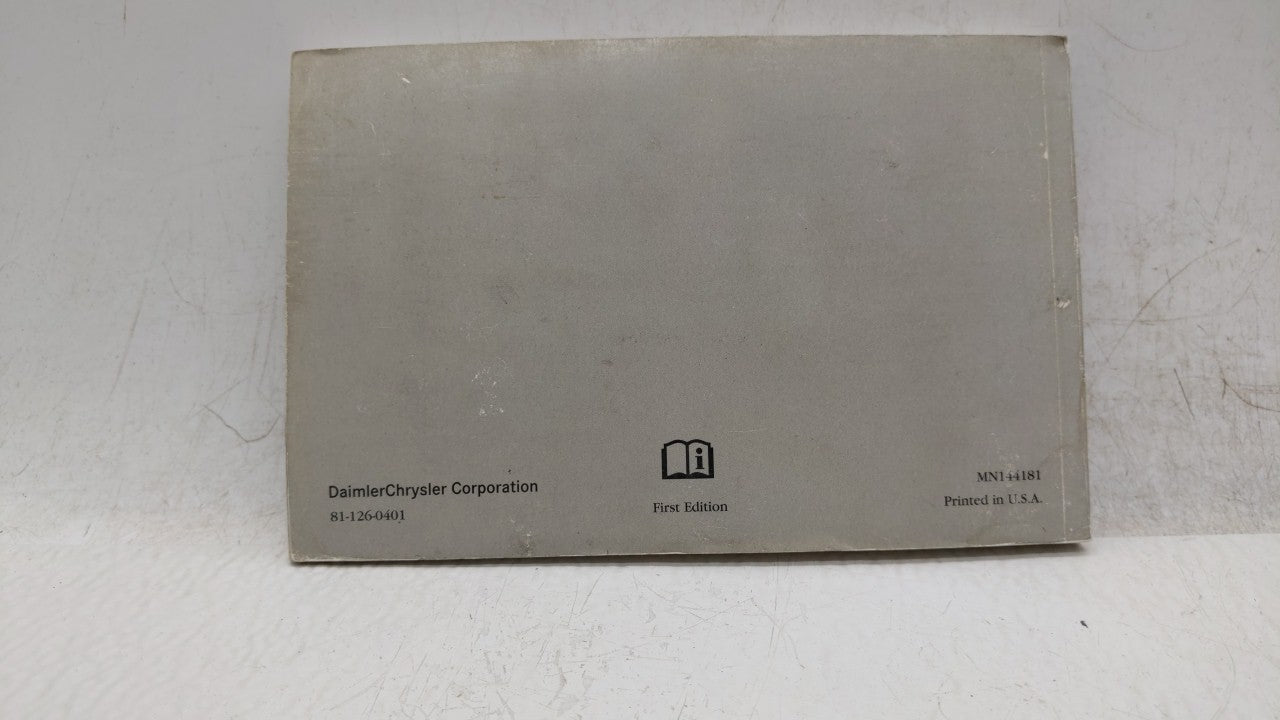 DaimlerChrysler Corporation
81-126-0401
i
First Edition
MN144181
Printed in U.S.A.